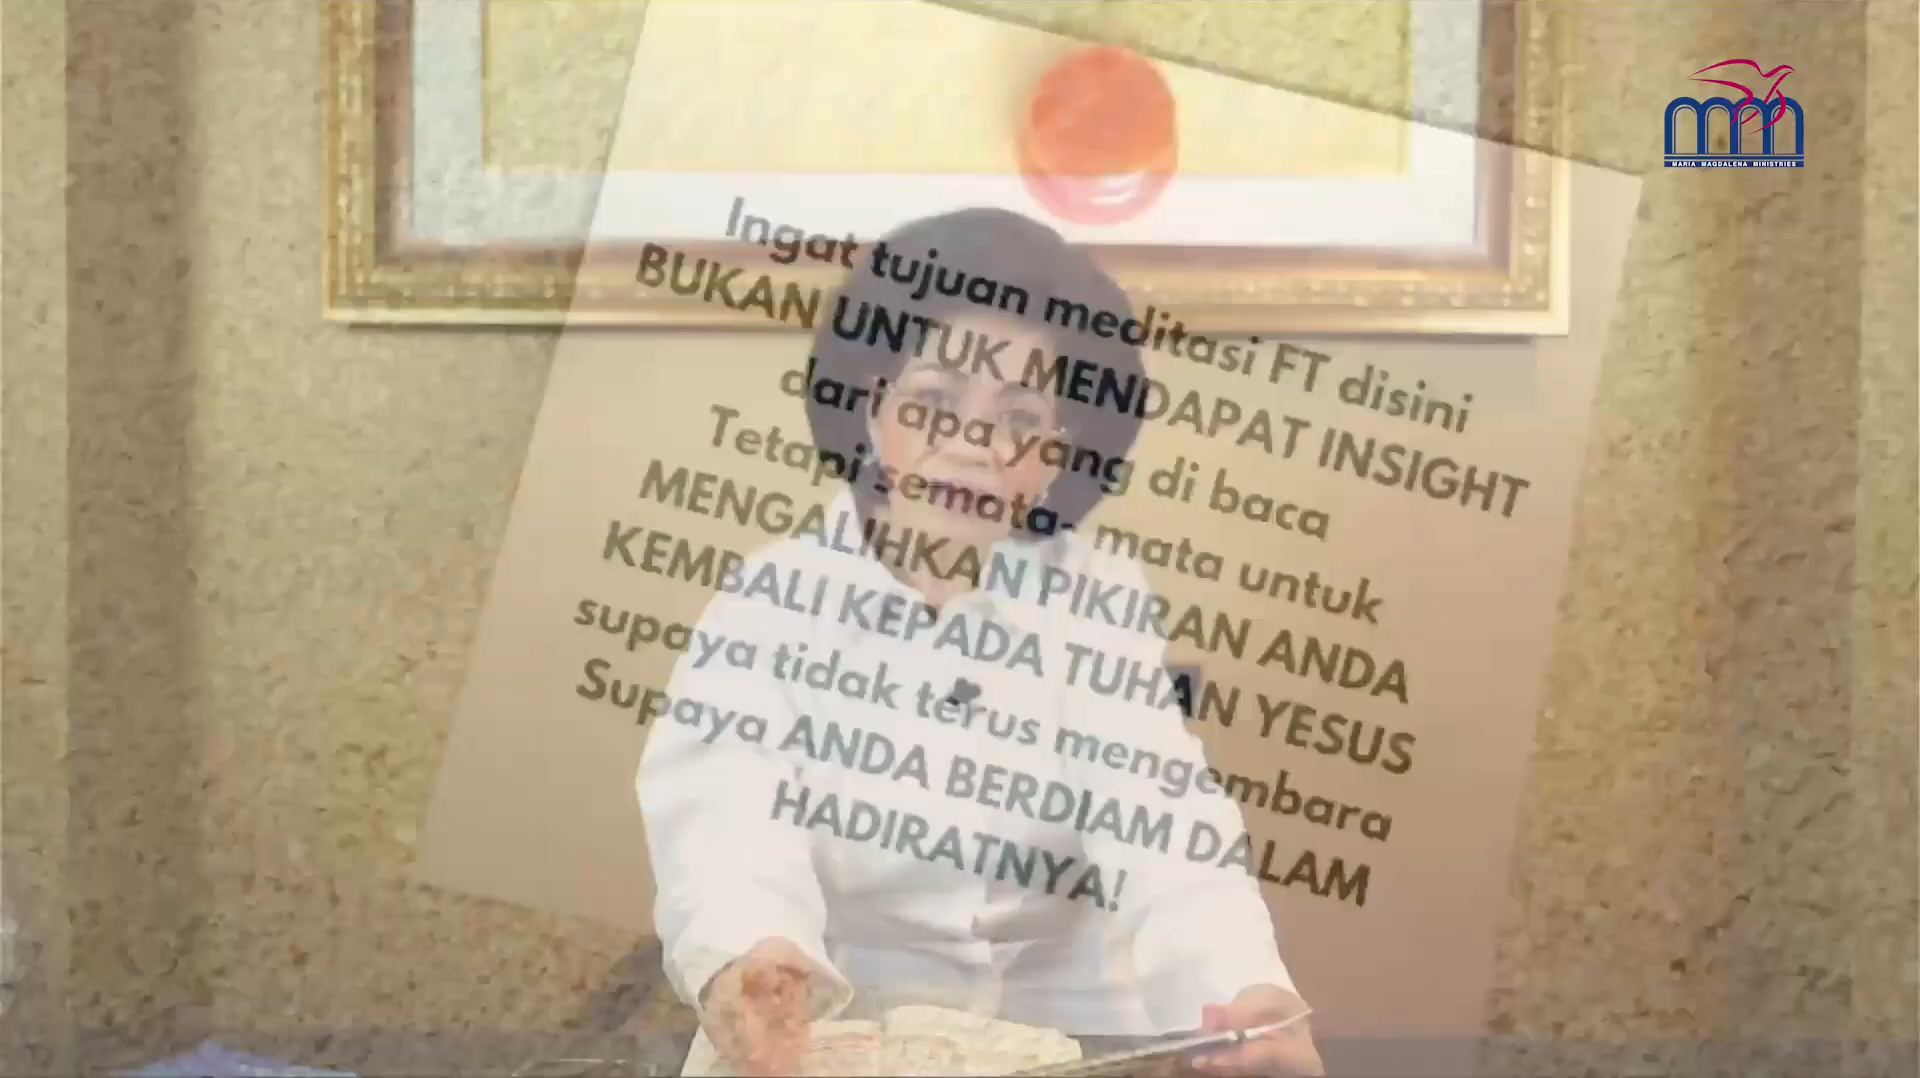 MARIA MAGDALENA MINISTRIES
Ingat tujuan meditasi FT disini
BUKAN UNTUK MENDAPAT INSIGHT
dari apa yang di baca
Tetapi semata- mata untuk
MENGALIHKAN PIKIRAN ANDA
KEMBALI KEPADA TUHAN YESUS
supaya tidak terus mengembara
Supaya ANDA BERDIAM DALAM
HADIRATNYA!